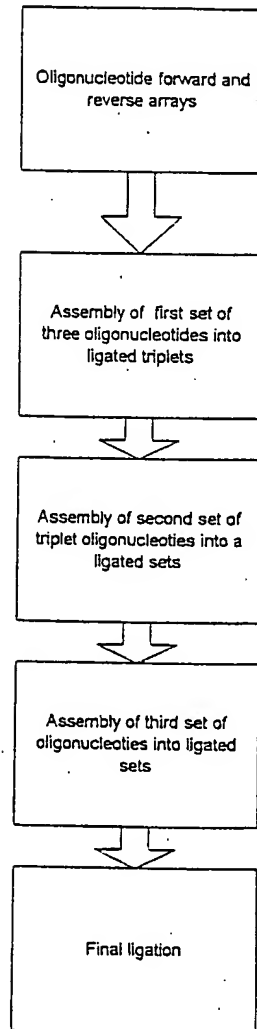 Oligonucleotide forward and
reverse arrays
Assembly of first set of
three oligonucleotides into
ligated triplets
Assembly of second set of
triplet oligonucleoties into a
ligated sets
Assembly of third set of
oligonucleoties into ligated
sets
Final ligation